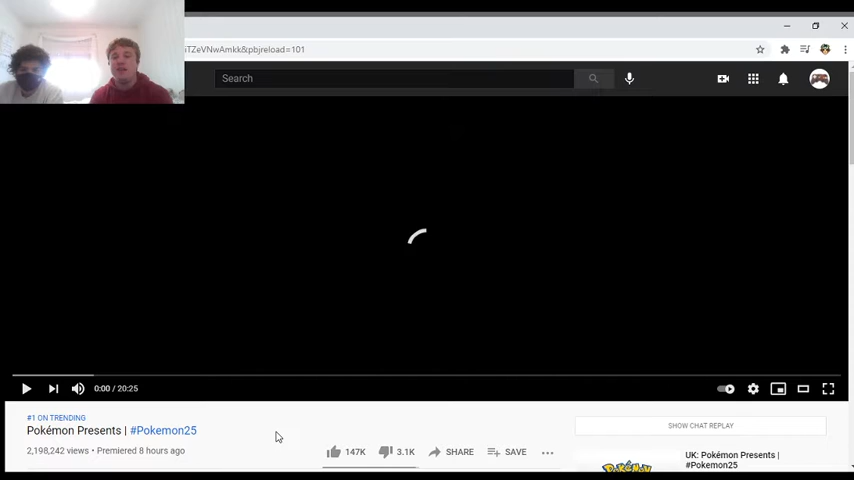 iTZeVNwAmkk&pbjreload=101
Search
0:00 / 20:25
#1 ON TRENDING
Pokémon Presents | #Pokemon25
2,198,242 views • Premiered 8 hours ago
147K
3.1K
SHARE
SAVE
SHOW CHAT REPLAY
POKéMON
UK: Pokémon Presents |
#Pokemon25